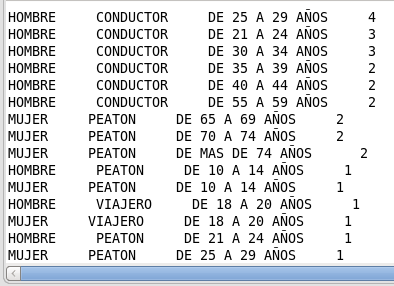 HOMBRE CONDUCTOR DE 25 A 29 AÑOS 4
HOMBRE CONDUCTOR DE 21 A 24 AÑOS 3
HOMBRE CONDUCTOR DE 30 A 34 AÑOS 3
HOMBRE CONDUCTOR DE 35 A 39 AÑOS 2
HOMBRE CONDUCTOR DE 40 A 44 AÑOS 2
HOMBRE CONDUCTOR DE 55 A 59 AÑOS 2
MUJER PEATON DE 65 A 69 AÑOS 2
MUJER PEATON DE 70 A 74 AÑOS 2
MUJER PEATON DE MAS DE 74 AÑOS 2
HOMBRE PEATON DE 10 A 14 AÑOS 1
MUJER PEATON DE 10 A 14 AÑOS 1
HOMBRE VIAJERO DE 18 A 20 AÑOS 1
MUJER VIAJERO DE 18 A 20 AÑOS 1
HOMBRE PEATON DE 21 A 24 AÑOS 1
MUJER PEATON DE 25 A 29 AÑOS 1